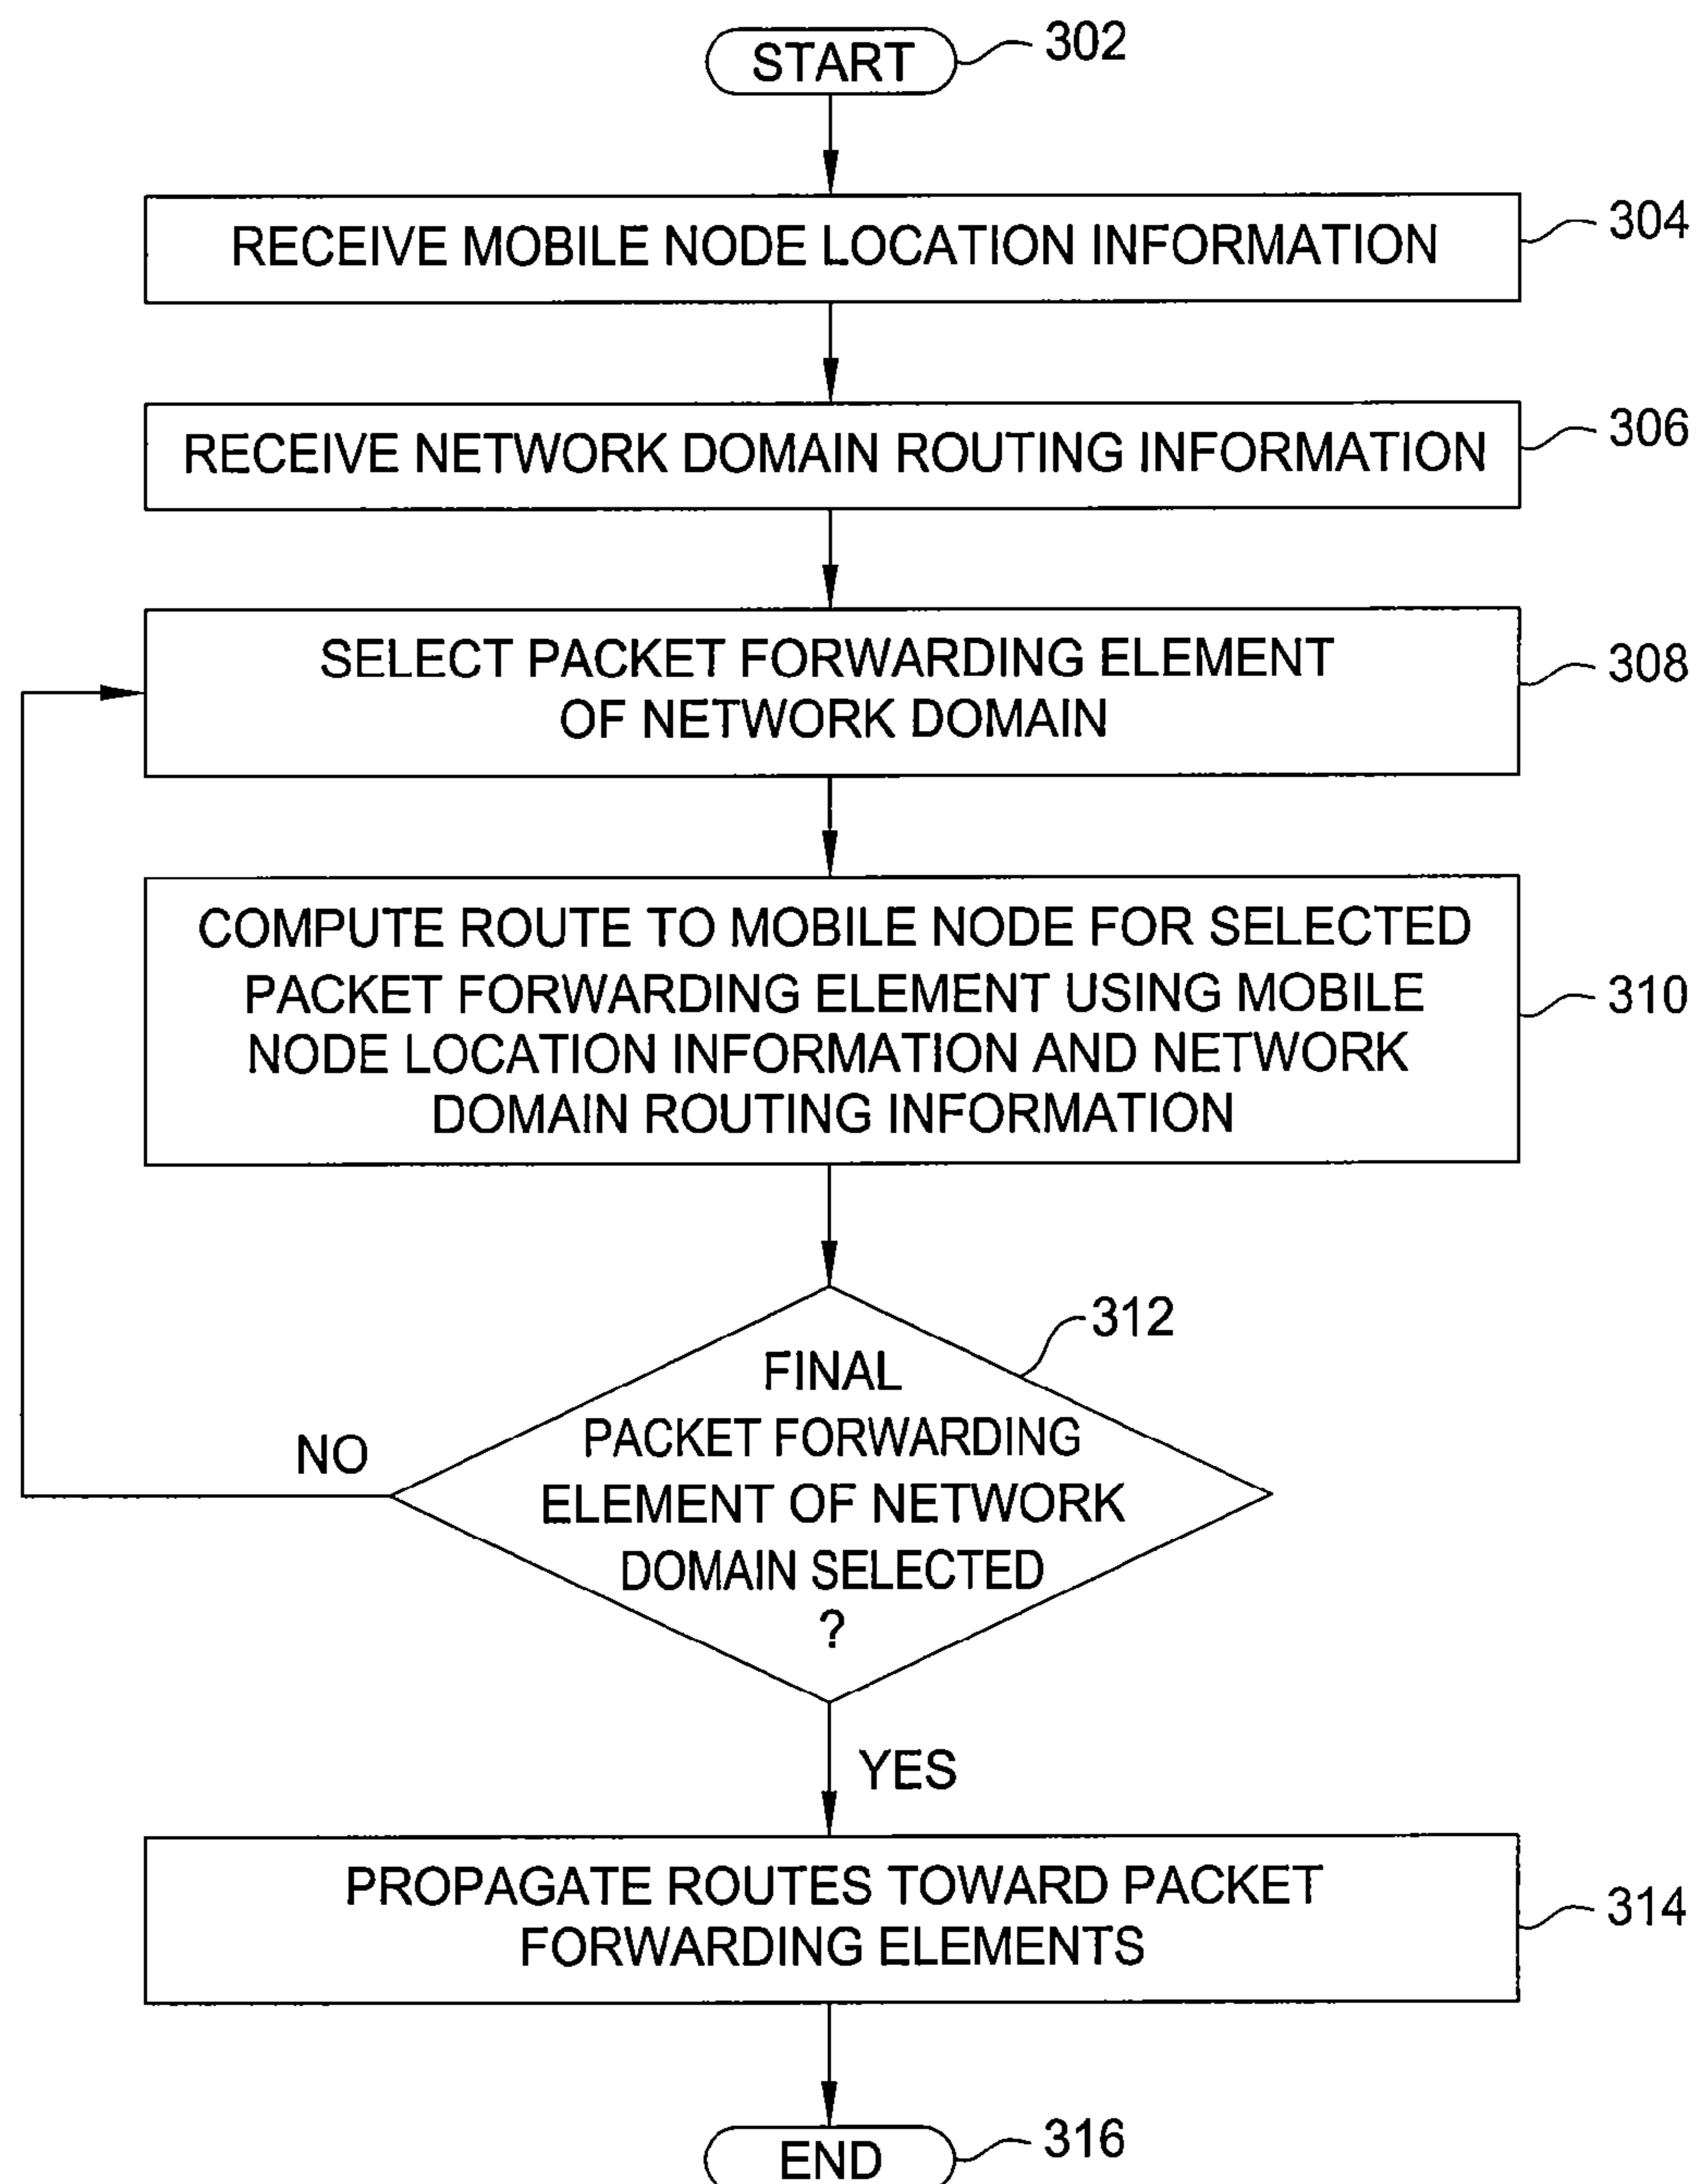 START
302
RECEIVE MOBILE NODE LOCATION INFORMATION
304
RECEIVE NETWORK DOMAIN ROUTING INFORMATION
306
SELECT PACKET FORWARDING ELEMENT
OF NETWORK DOMAIN
308
COMPUTE ROUTE TO MOBILE NODE FOR SELECTED
PACKET FORWARDING ELEMENT USING MOBILE
NODE LOCATION INFORMATION AND NETWORK
DOMAIN ROUTING INFORMATION
310
312
FINAL
PACKET FORWARDING
ELEMENT OF NETWORK
DOMAIN SELECTED
?
NO
YES
PROPAGATE ROUTES TOWARD PACKET
FORWARDING ELEMENTS
314
END
316